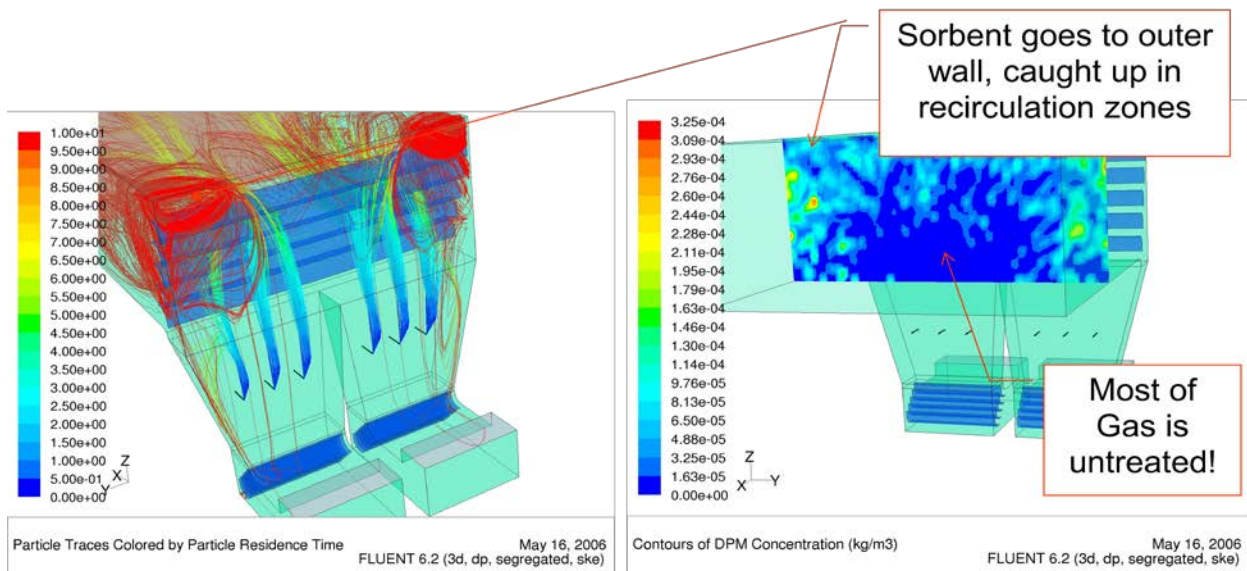 Sorbent goes to outer
wall, caught up in
recirculation zones
1.00e+01
9.50e+00
9.00e+00
8.50e+00
8.00e+00
7.50e+00
7.00e+00
6.50e+00
6.00e+00
5.50e+00
5.00e+00
4.50e+00
4.00e+00
3.50e+00
3.00e+00
2.50e+00
2.00e+00
1.50e+00
1.00e+00
5.00e-01
0.00e+00
Z
X
Y
Particle Traces Colored by Particle Residence Time
May 16, 2006
FLUENT 6.2 (3d, dp, segregated, ske)
3.25e-04
3.09e-04
2.93e-04
2.76e-04
2.60e-04
2.44e-04
2.28e-04
2.11e-04
1.95e-04
1.79e-04
1.63e-04
1.46e-04
1.30e-04
1.14e-04
9.76e-05
8.13e-05
6.50e-05
4.88e-05
3.25e-05
1.63e-05
0.00e+00
Z
X Y
Most of
Gas is
untreated!
Contours of DPM Concentration (kg/m3)
May 16, 2006
FLUENT 6.2 (3d, dp, segregated, ske)